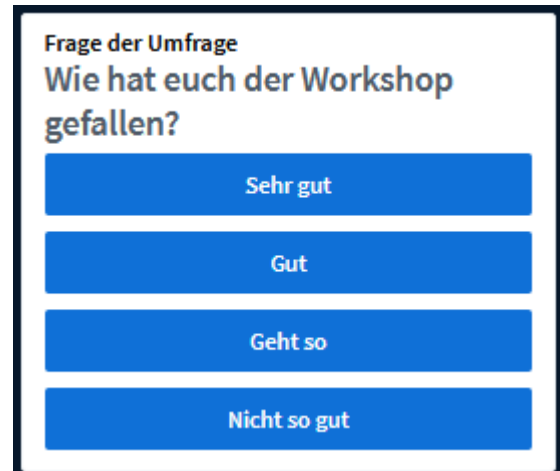 Frage der Umfrage
Wie hat euch der Workshop
gefallen?
Sehr gut
Gut
Geht so
Nicht so gut